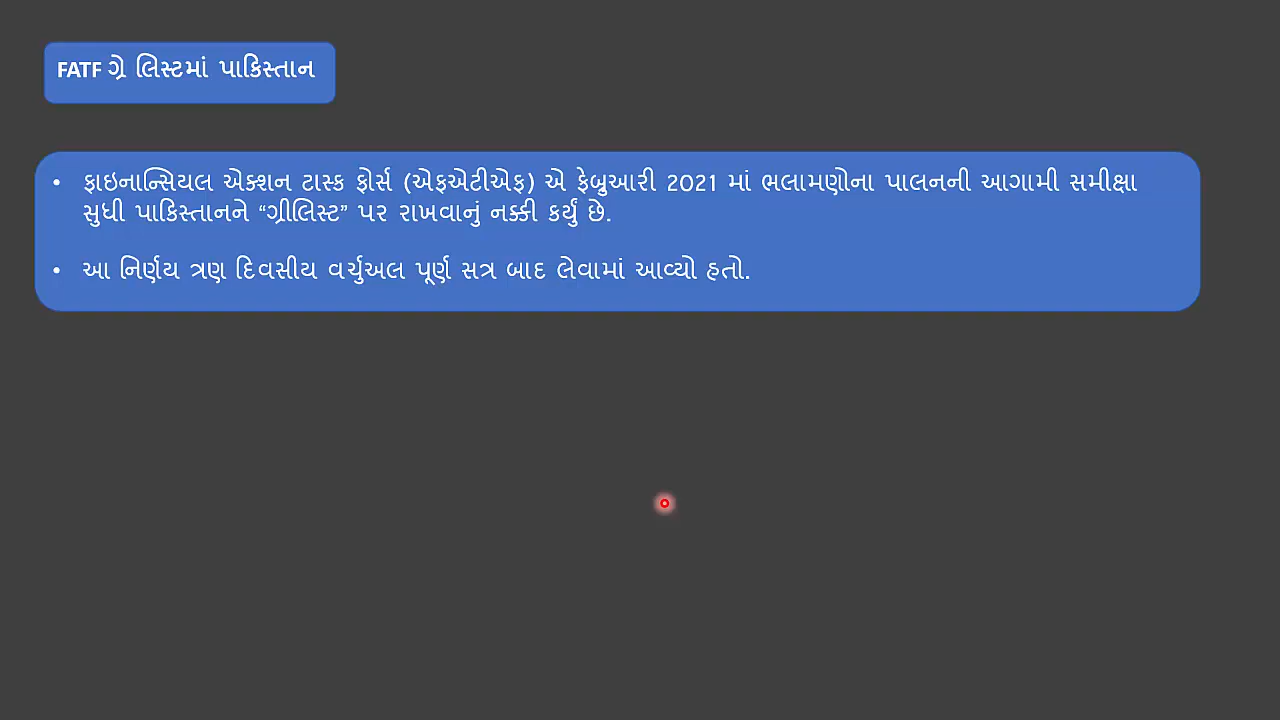 FATF ગ્રે લિસ્ટમાં પાકિસ્તાન
• ફાઇનાન્સિયલ એક્શન ટાસ્ક ફોર્સ (એફએટીએફ) એ ફેબ્રુઆરી 2021 માં ભલામણોના પાલનની આગામી સમીક્ષા
સુધી પાકિસ્તાનને “ગ્રીલિસ્ટ” પર રાખવાનું નક્કી કર્યું છે.
• આ નિર્ણય ત્રણ દિવસીય વર્ચુઅલ પૂર્ણ સત્ર બાદ લેવામાં આવ્યો હતો.